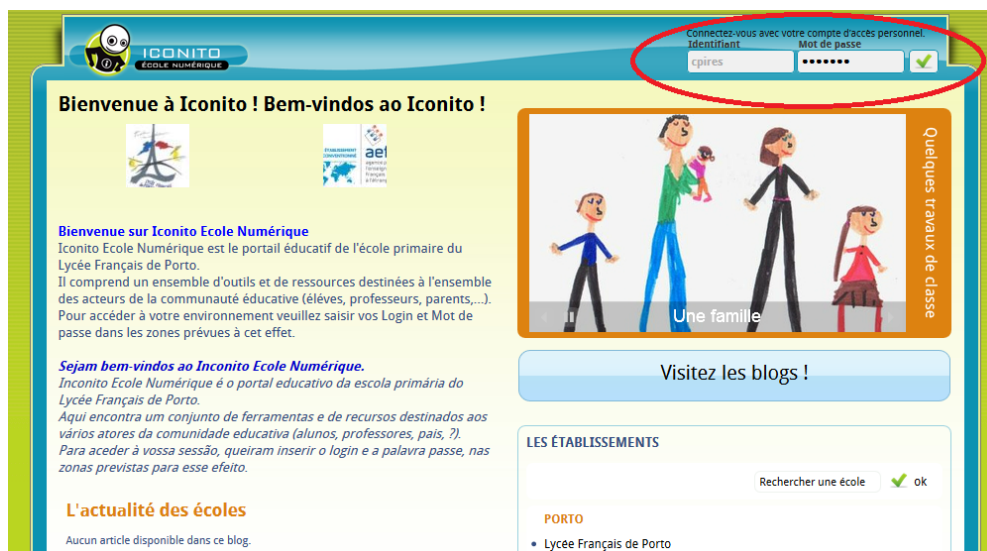 ICONITO
ÉCOLE NUMÉRIQUE
Connectez-vous avec votre compte d'accès personnel.
Identifiant Mot de passe
cpires •••••••
Bienvenue à Iconito ! Bem-vindos ao Iconito !
ÉTABLISSEMENT
CONVENTIONNÉ
aef
Bienvenue sur Iconito Ecole Numérique
Iconito Ecole Numérique est le portail éducatif de l'école primaire du
Lycée Français de Porto.
Il comprend un ensemble d'outils et de ressources destinées à l'ensemble
des acteurs de la communauté éducative (éléves, professeurs, parents,...).
Pour accéder à votre environnement veuillez saisir vos Login et Mot de
passe dans les zones prévues à cet effet.
Sejam bem-vindos ao Inconito Ecole Numérique.
Inconito Ecole Numérique é o portal educativo da escola primária do
Lycée Français de Porto.
Aqui encontra um conjunto de ferramentas e de recursos destinados aos
vários atores da comunidade educativa (alunos, professores, pais, ?).
Para aceder à vossa sessão, queiram inserir o login e a palavra passe, nas
zonas previstas para esse efeito.
L'actualité des écoles
Aucun article disponible dans ce blog.
Quelques travaux de classe
Une famille
Visitez les blogs !
LES ÉTABLISSEMENTS
Rechercher une école ok
PORTO
• Lycée Français de Porto